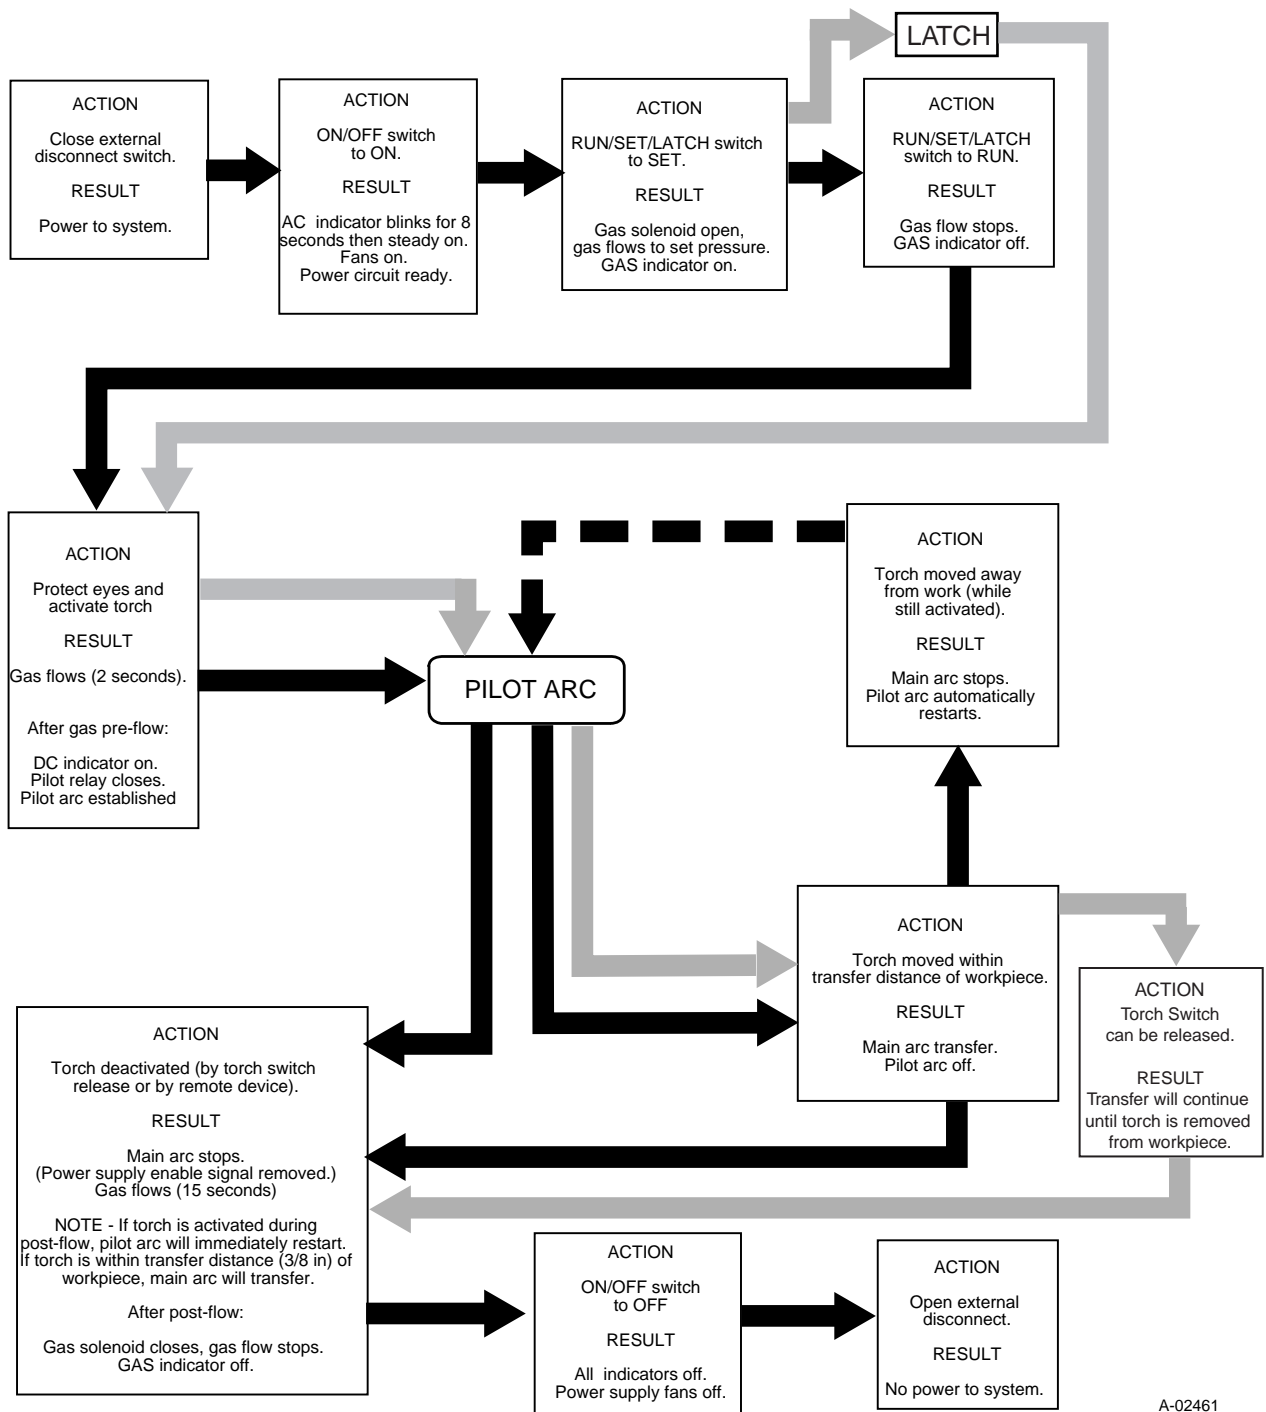 LATCH
ACTION
Close external
disconnect switch.
RESULT
Power to system.
ACTION
ON/OFF switch
to ON.
RESULT
AC indicator blinks for 8
seconds then steady on.
Fans on.
Power circuit ready.
ACTION
RUN/SET/LATCH switch
to SET.
RESULT
Gas solenoid open,
gas flows to set pressure.
GAS indicator on.
ACTION
RUN/SET/LATCH
switch to RUN.
RESULT
Gas flow stops.
GAS indicator off.
ACTION
Protect eyes and
activate torch
RESULT
Gas flows (2 seconds).
After gas pre-flow:
DC indicator on.
Pilot relay closes.
Pilot arc established
PILOT ARC
ACTION
Torch moved away
from work (while
still activated).
RESULT
Main arc stops.
Pilot arc automatically
restarts.
ACTION
Torch moved within
transfer distance of workpiece.
RESULT
Main arc transfer.
Pilot arc off.
ACTION
Torch Switch
can be released.
RESULT
Transfer will continue
until torch is removed
from workpiece.
ACTION
Torch deactivated (by torch switch
release or by remote device).
RESULT
Main arc stops.
(Power supply enable signal removed.)
Gas flows (15 seconds)
NOTE - If torch is activated during
post-flow, pilot arc will immediately restart.
If torch is within transfer distance (3/8 in) of
workpiece, main arc will transfer.
After post-flow:
Gas solenoid closes, gas flow stops.
GAS indicator off.
ACTION
ON/OFF switch
to OFF
RESULT
All indicators off.
Power supply fans off.
ACTION
Open external
disconnect.
RESULT
No power to system.
A-02461